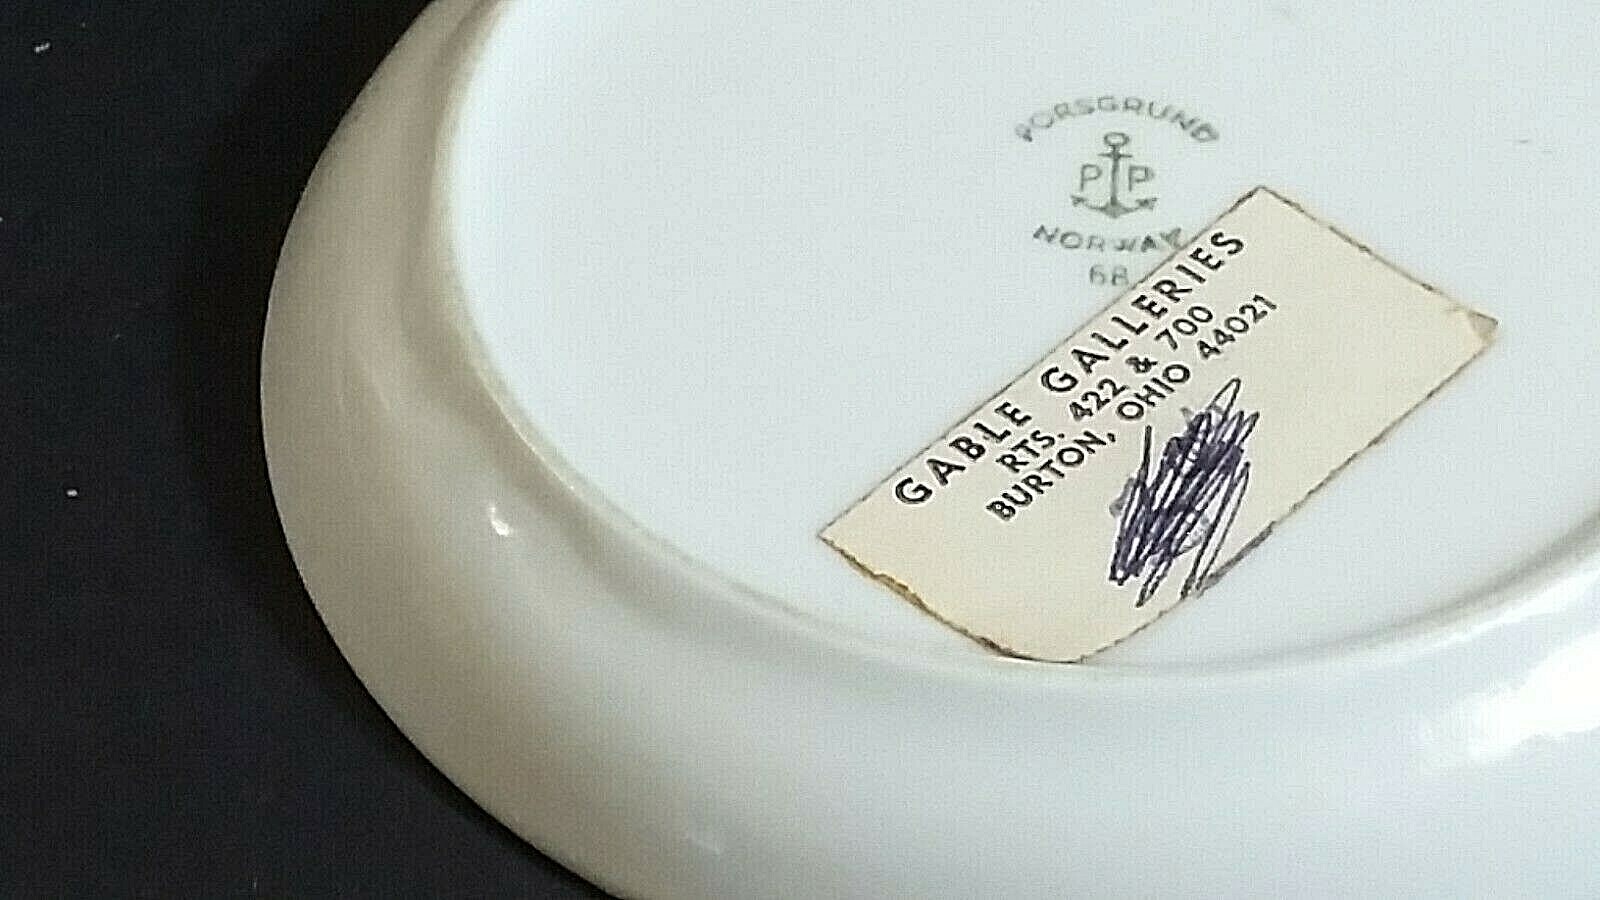 PORSGRUND
P P
NORWAY
68
GABLE GALLERIES
RTS. 422 & 700
BURTON, OHIO 44021